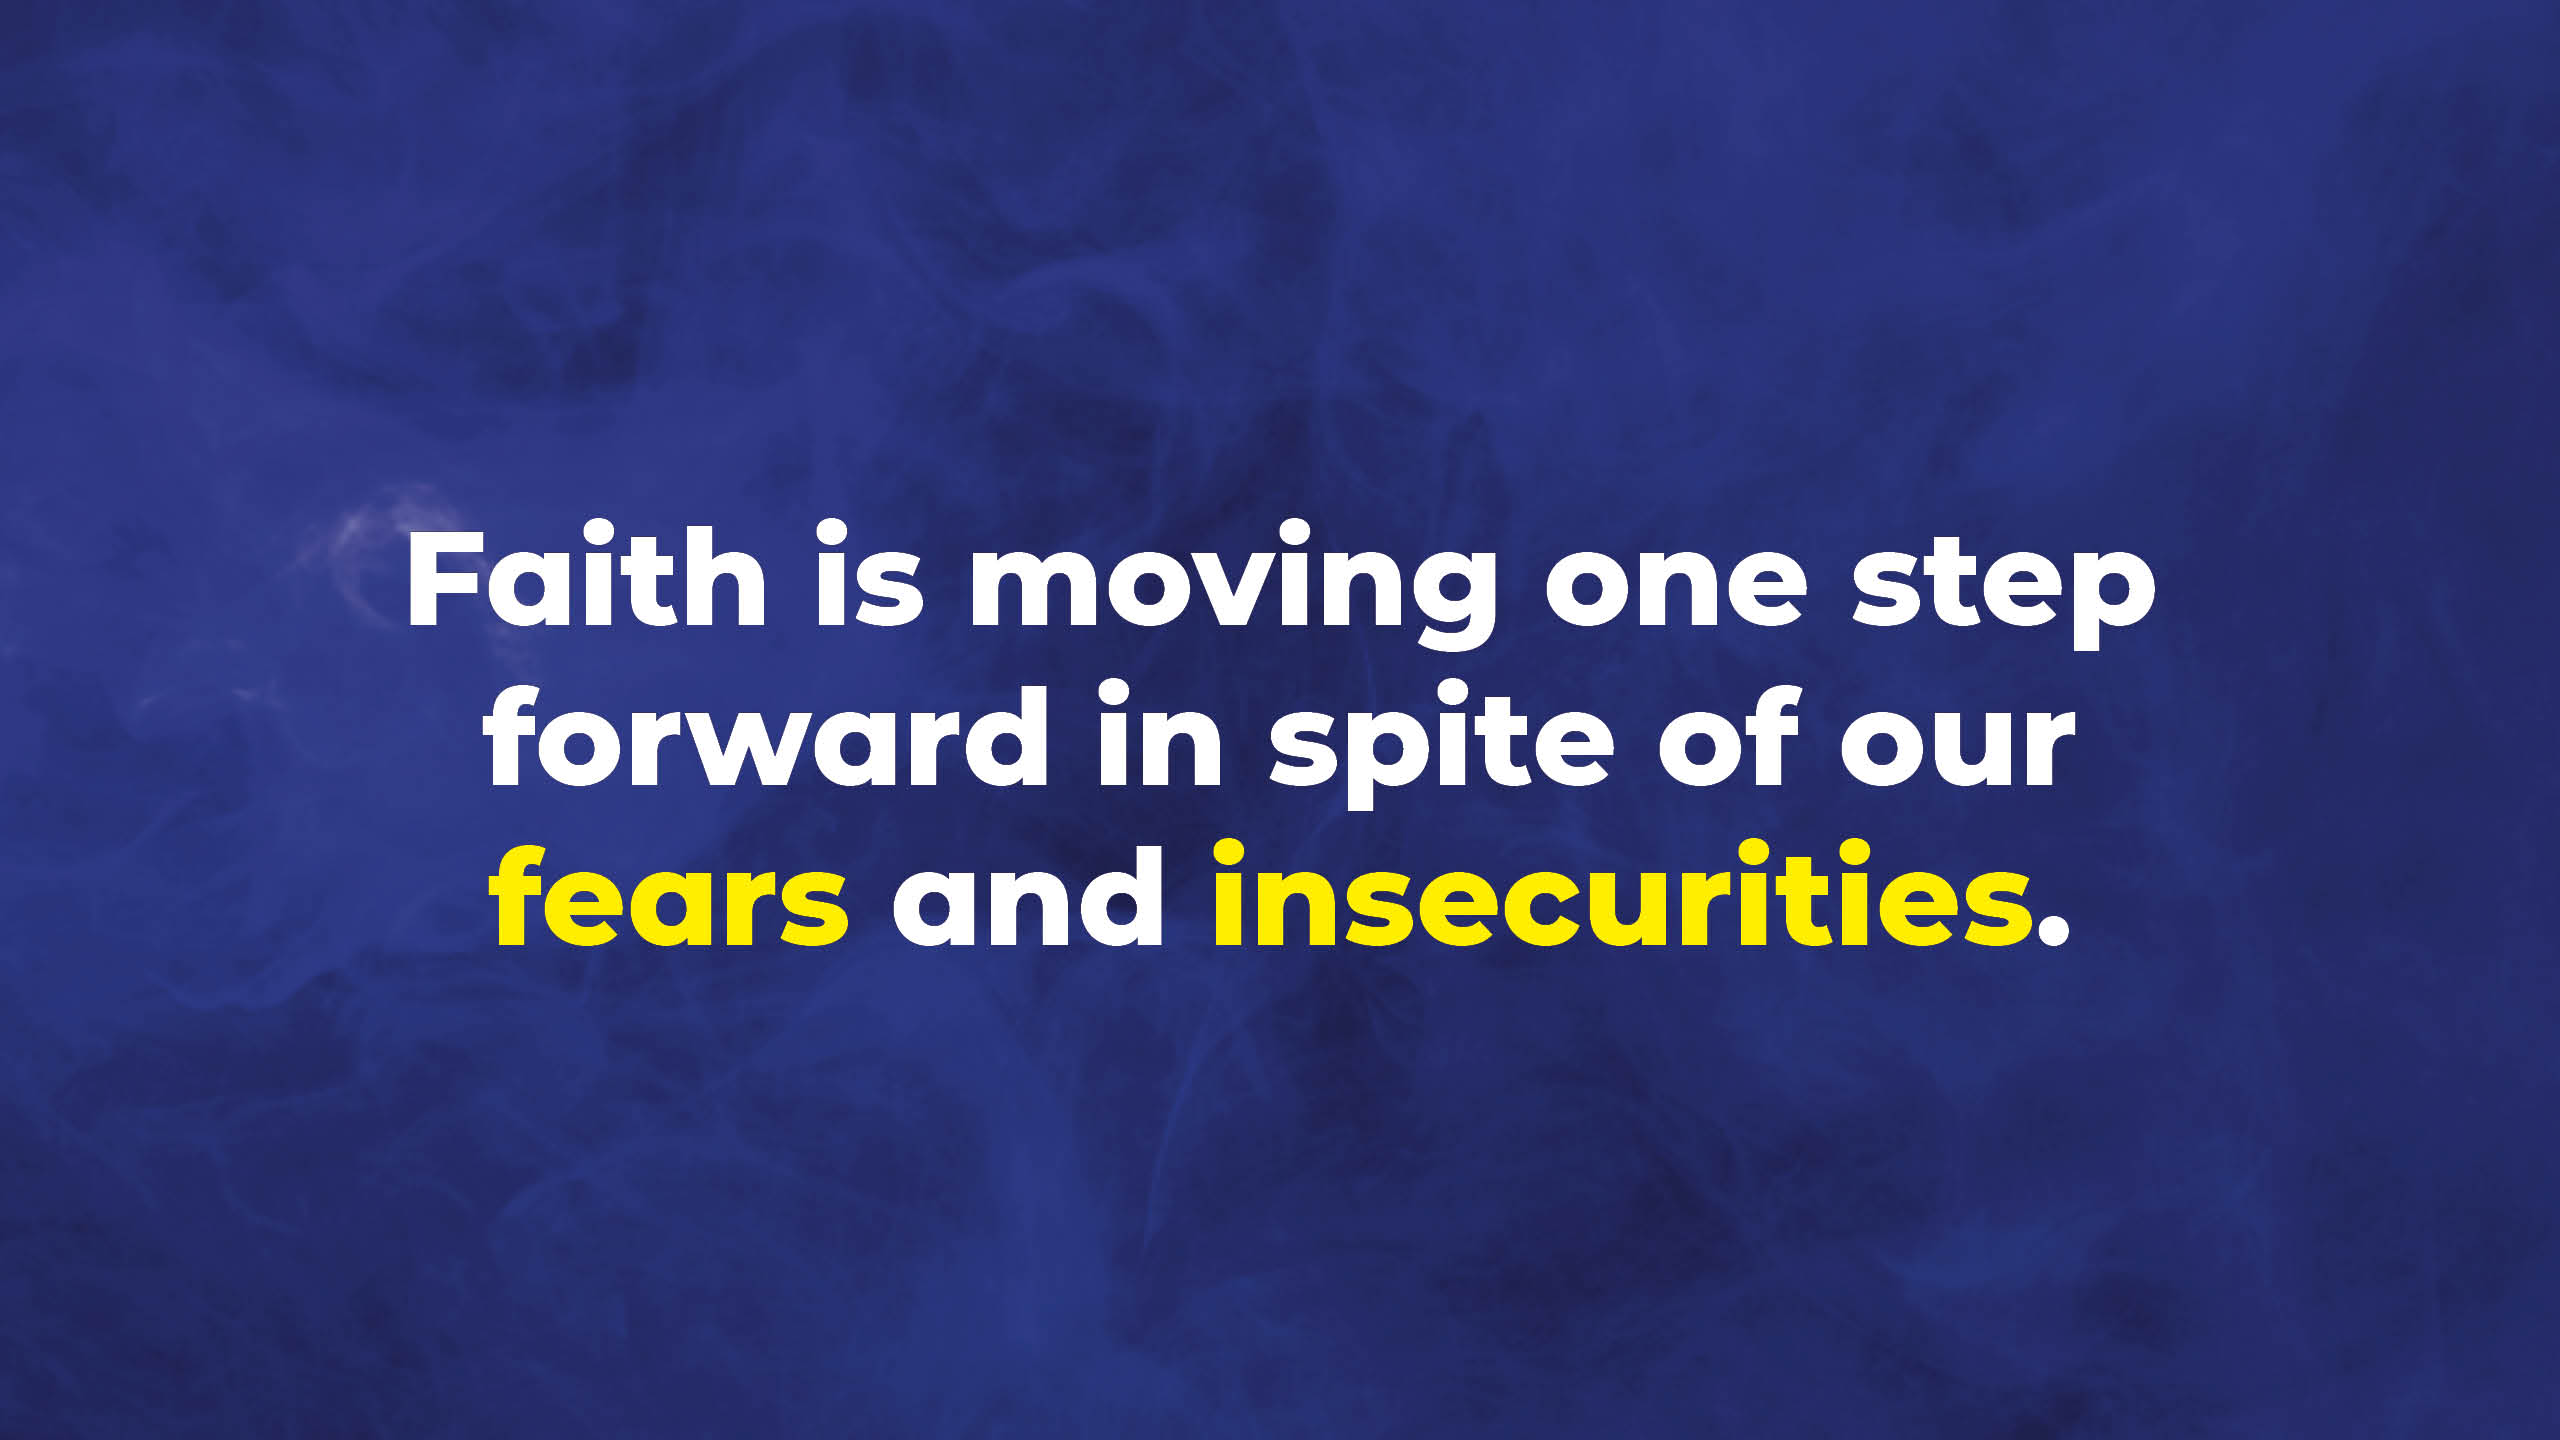 Faith is moving one step
forward in spite of our
fears and insecurities.